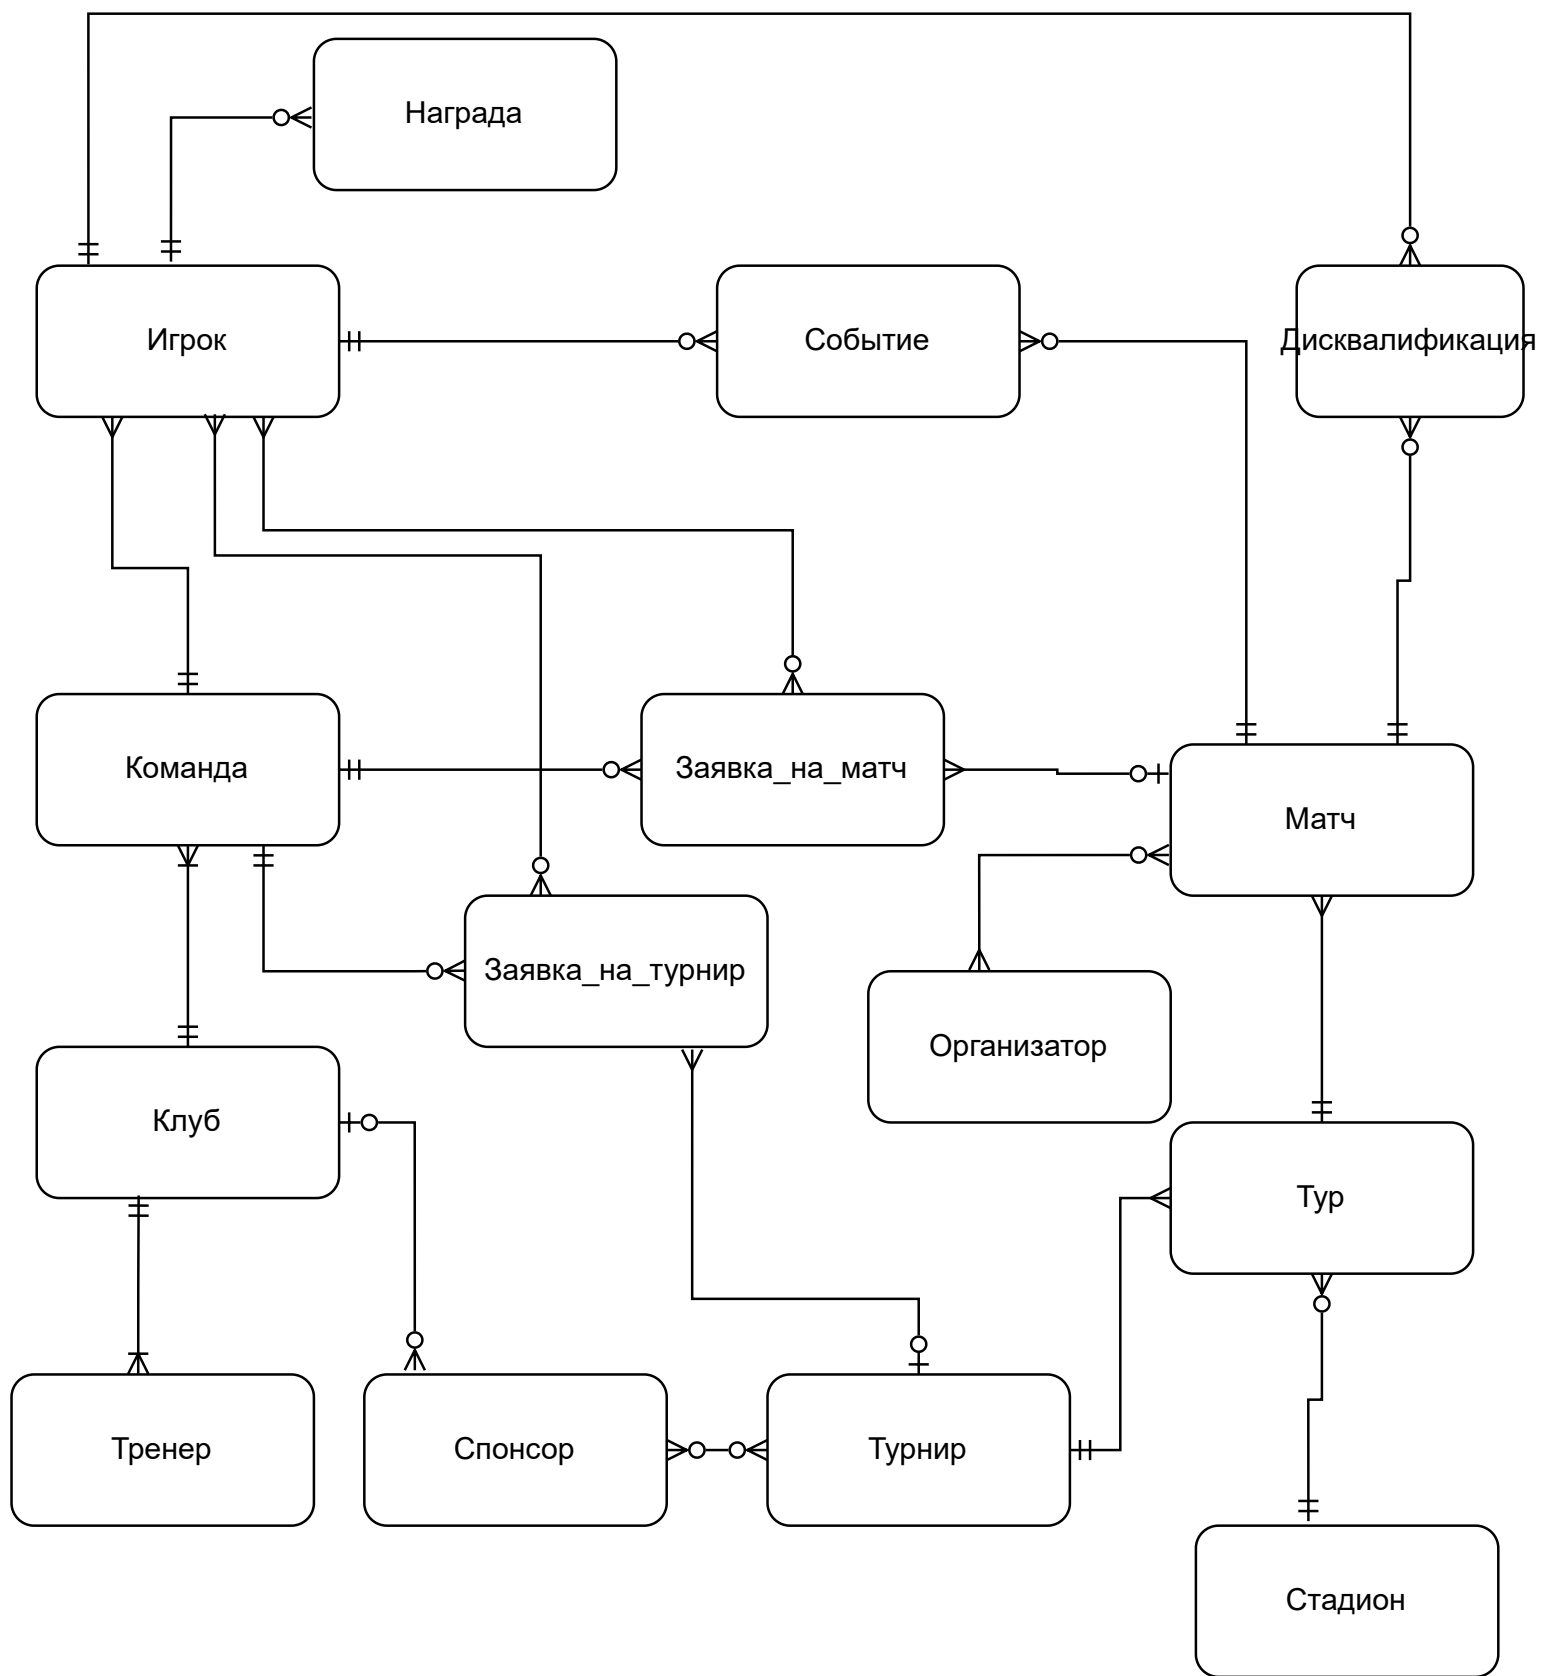 Награда
Игрок
Событие
Дисквалификация
Команда
Заявка_на_матч
Матч
Заявка_на_турнир
Организатор
Клуб
Тур
Тренер
Спонсор
Турнир
Стадион